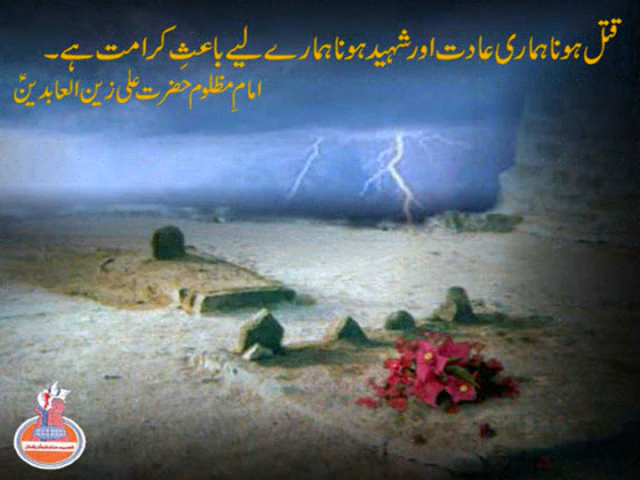 قتل ہونا ہماری عادت اور شہید ہونا ہمارے لیے باعثِ کرامت ہے۔
امامِ مظلوم حضرت علی زین العابدینؑ